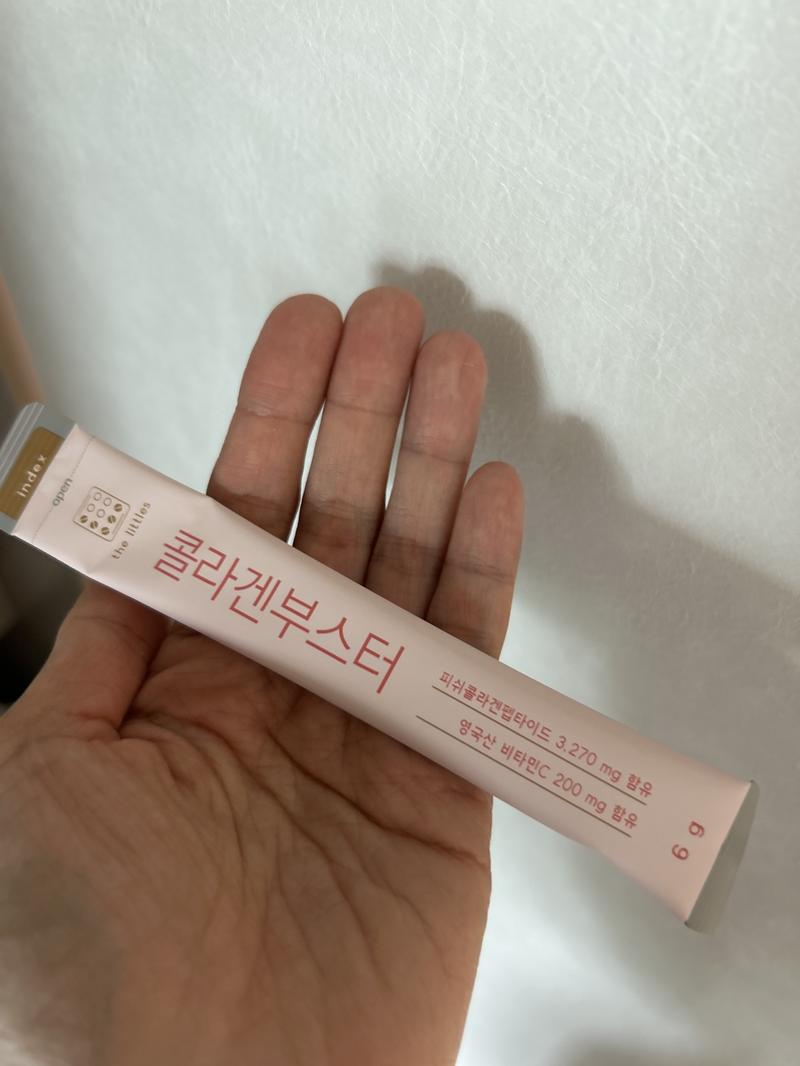 index
open
the littles
콜라겐부스터
피쉬콜라겐펩타이드 3,270 mg 함유
영국산 비타민C 200 mg 함유
6 g